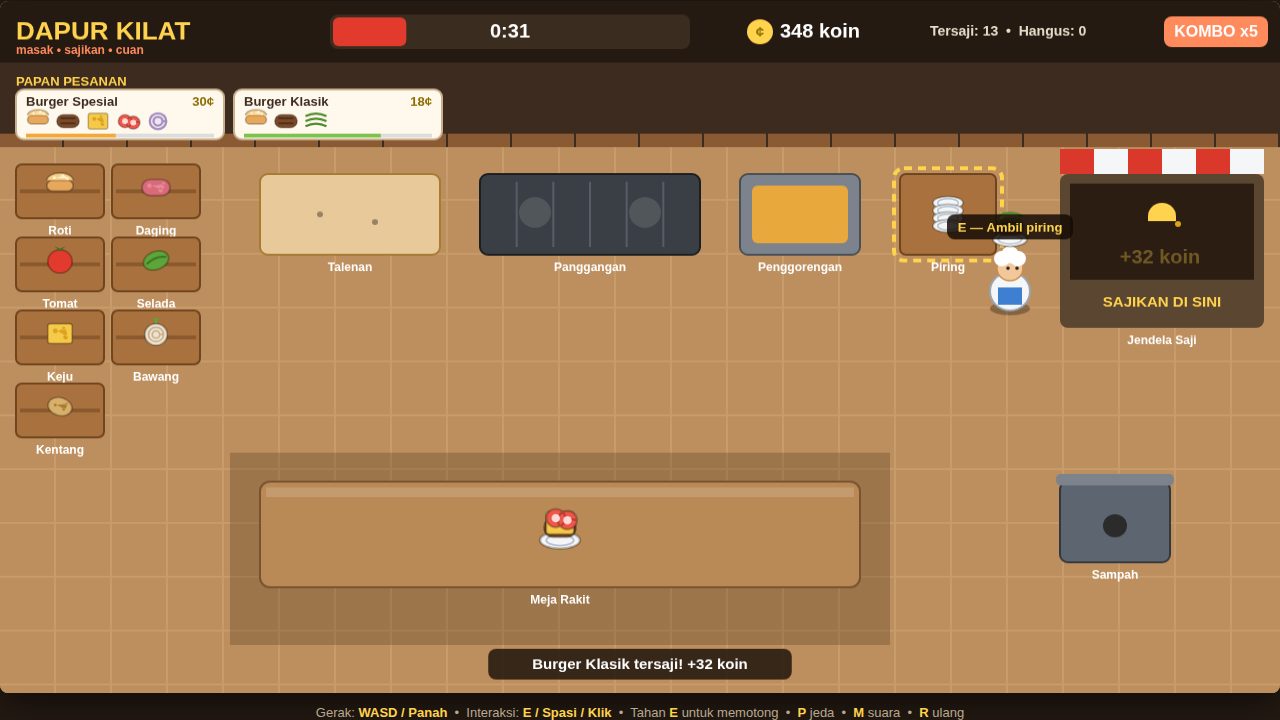 DAPUR KILAT
masak • sajikan • cuan
0:31
¢ 348 koin
Tersaji: 13 • Hangus: 0
KOMBO x5
PAPAN PESANAN
Burger Spesial 30¢
Burger Klasik 18¢
Roti
Daging
Tomat
Selada
Keju
Bawang
Kentang
Talenan
Panggangan
Penggorengan
Piring
E — Ambil piring
+32 koin
SAJIKAN DI SINI
Jendela Saji
Meja Rakit
Sampah
Burger Klasik tersaji! +32 koin
Gerak: WASD / Panah • Interaksi: E / Spasi / Klik • Tahan E untuk memotong • P jeda • M suara • R ulang